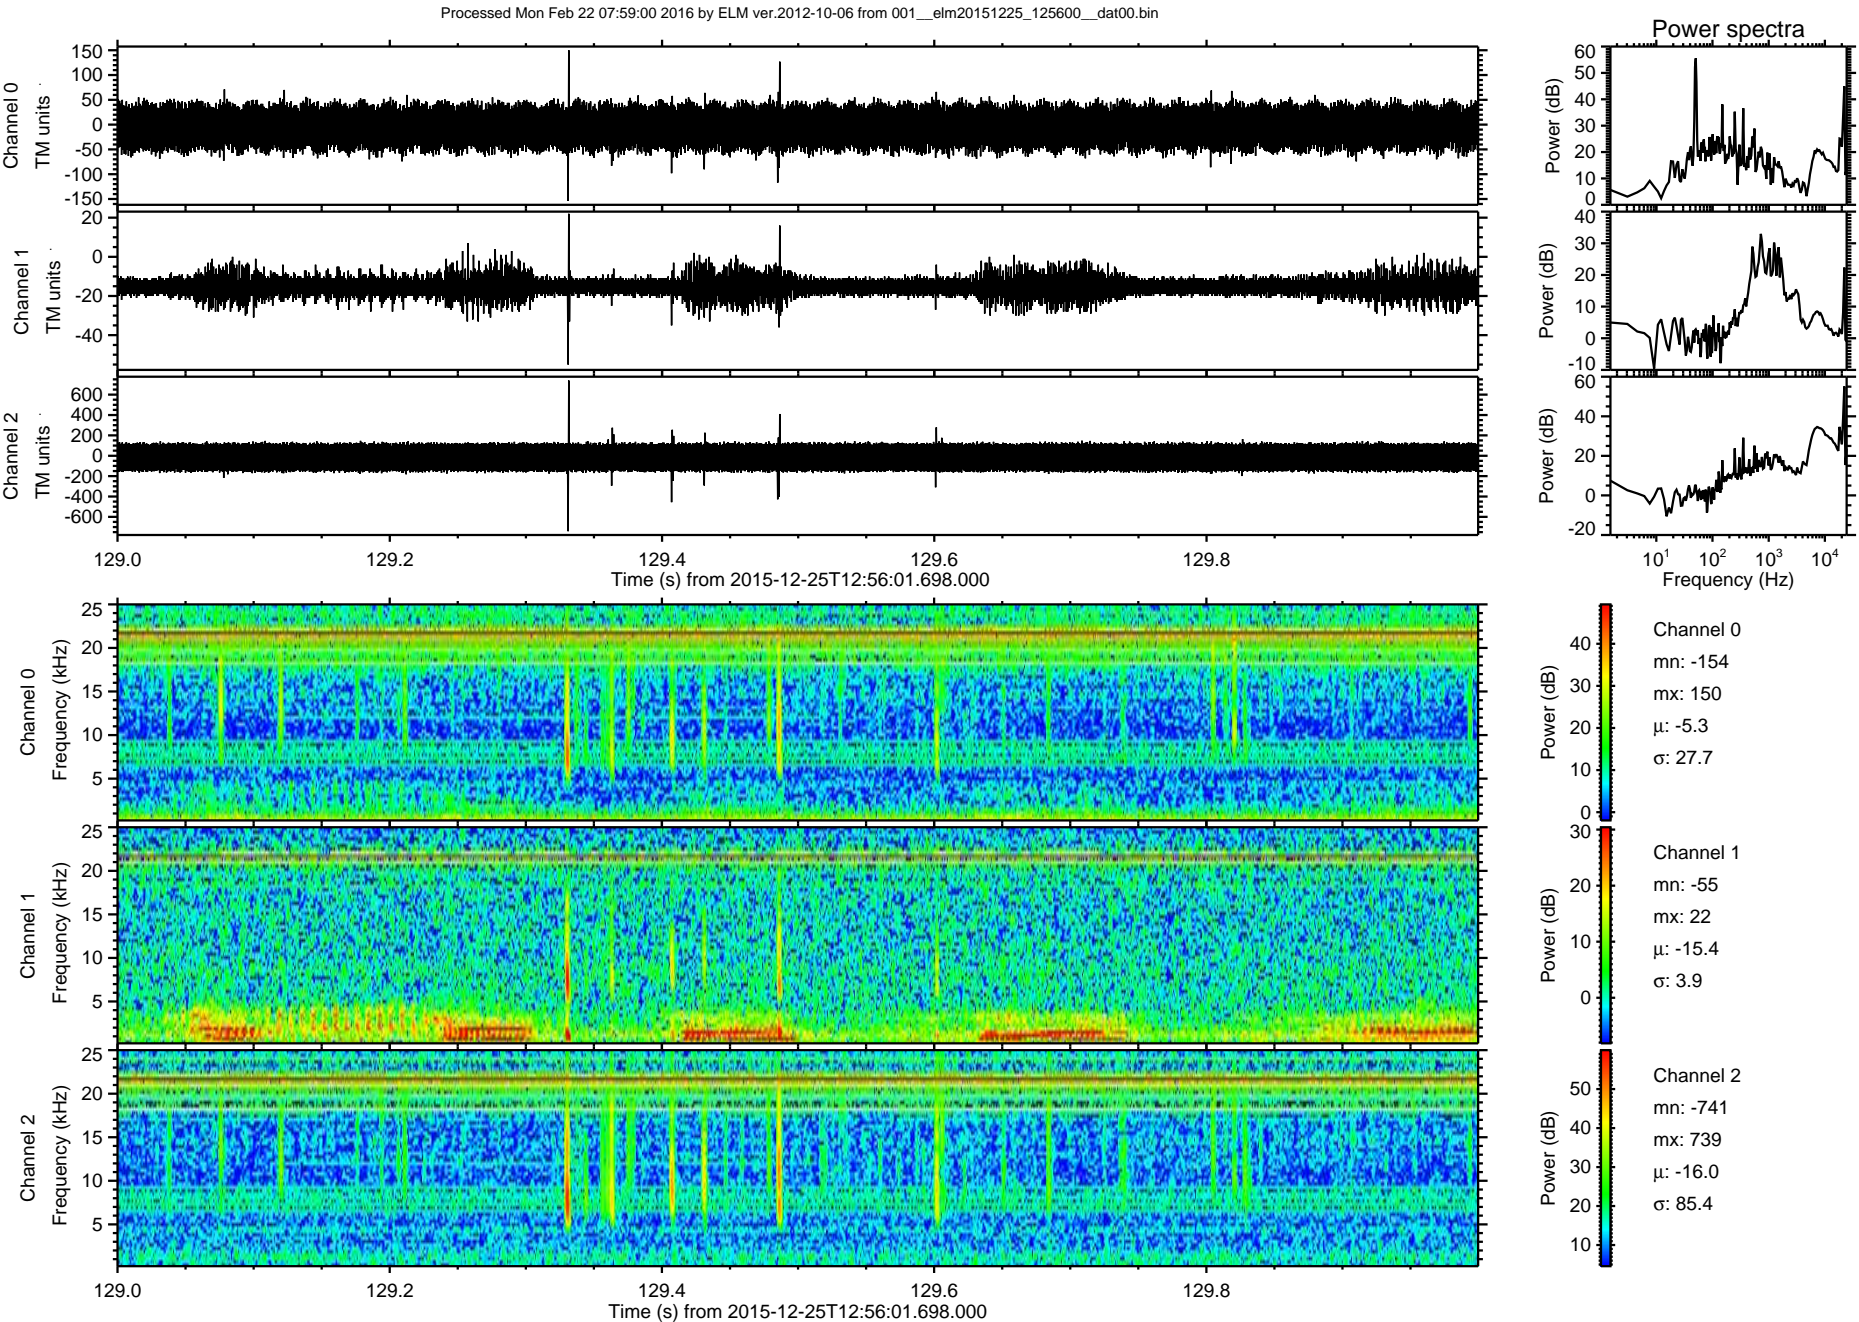 Processed Mon Feb 22 07:59:00 2016 by ELM ver.2012-10-06 from 001__elm20151225_125600__dat00.bin
Power spectra
Channel 0
TM units
150
100
50
0
-50
-100
-150
Power (dB)
60
50
40
30
20
10
0
Channel 1
TM units
20
0
-20
-40
Power (dB)
40
30
20
10
0
-10
Channel 2
TM units
600
400
200
0
-200
-400
-600
Power (dB)
60
40
20
0
-20
129.0 129.2 129.4 129.6 129.8
Time (s) from 2015-12-25T12:56:01.698.000
10^1 10^2 10^3 10^4
Frequency (Hz)
Channel 0
Frequency (kHz)
25
20
15
10
5
Power (dB)
40
30
20
10
0
Channel 0
mn: -154
mx: 150
μ: -5.3
σ: 27.7
Channel 1
Frequency (kHz)
25
20
15
10
5
Power (dB)
30
20
10
0
Channel 1
mn: -55
mx: 22
μ: -15.4
σ: 3.9
Channel 2
Frequency (kHz)
25
20
15
10
5
Power (dB)
50
40
30
20
10
Channel 2
mn: -741
mx: 739
μ: -16.0
σ: 85.4
129.0 129.2 129.4 129.6 129.8
Time (s) from 2015-12-25T12:56:01.698.000